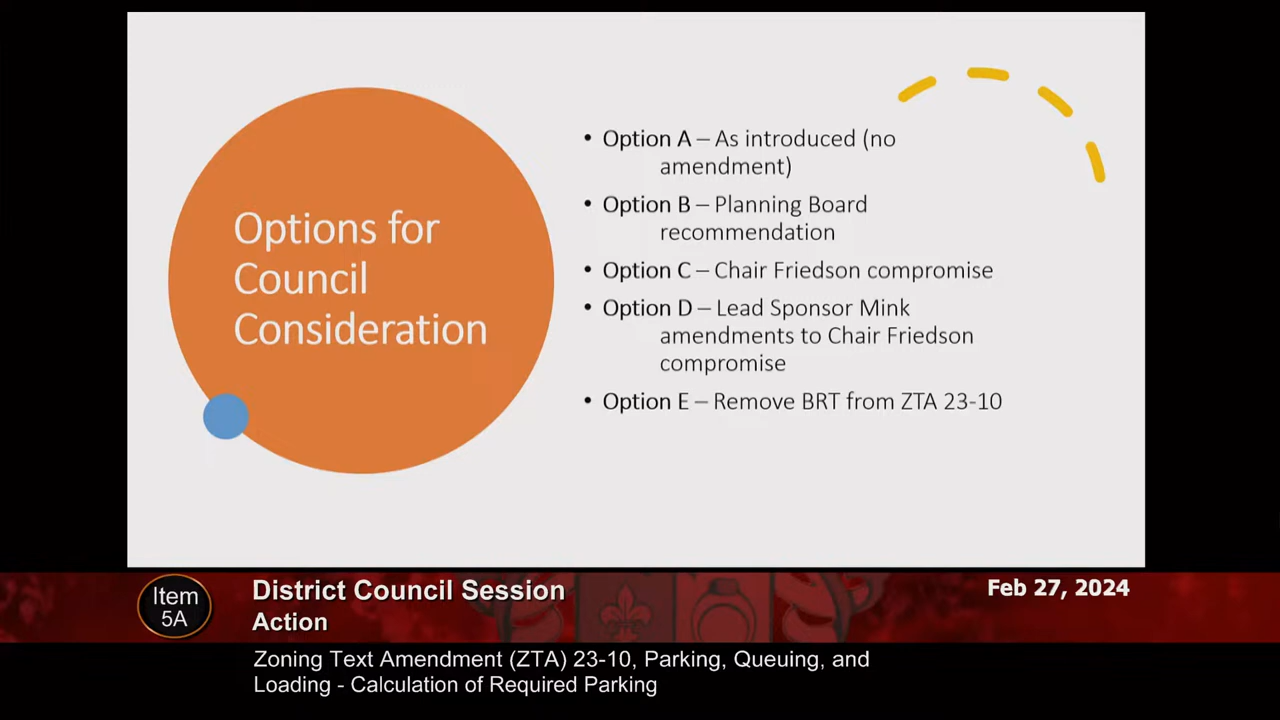 Options for
Council
Consideration
• Option A – As introduced (no
amendment)
• Option B – Planning Board
recommendation
• Option C – Chair Friedson compromise
• Option D – Lead Sponsor Mink
amendments to Chair Friedson
compromise
• Option E – Remove BRT from ZTA 23-10
Item
5A
District Council Session
Action
Feb 27, 2024
Zoning Text Amendment (ZTA) 23-10, Parking, Queuing, and
Loading - Calculation of Required Parking